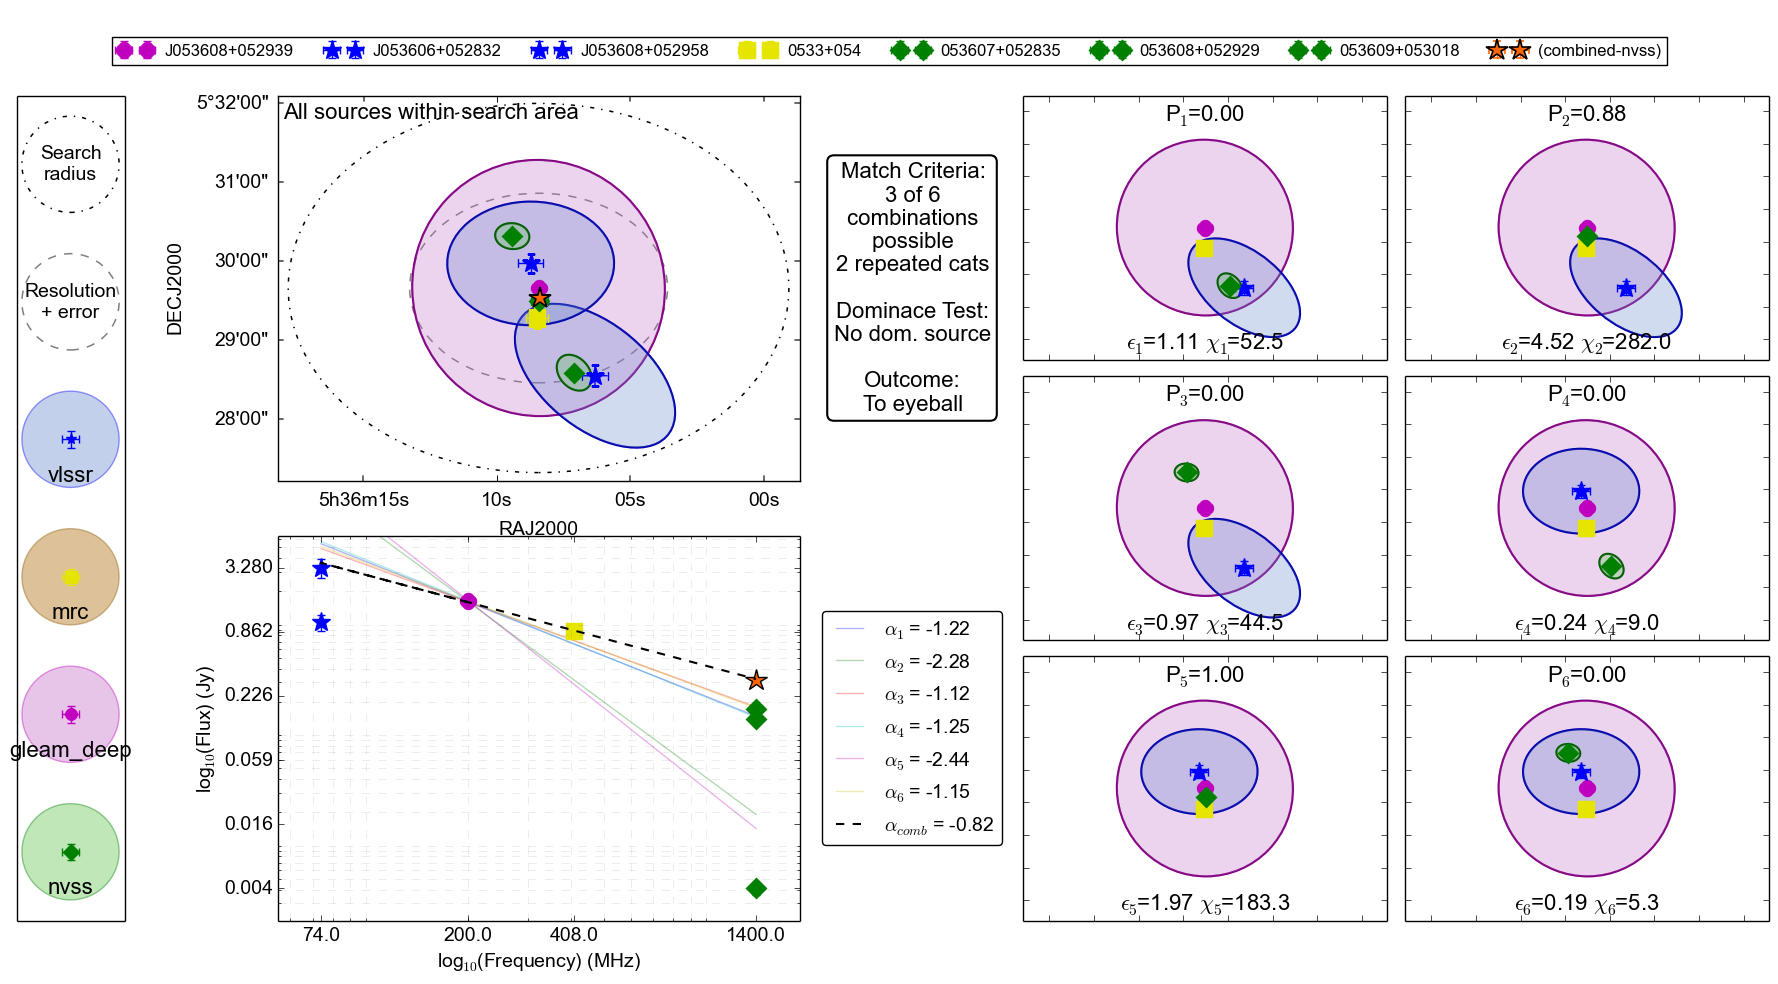 J053608+052939 J053606+052832 J053608+052958 0533+054 053607+052835 053608+052929 053609+053018 (combined-nvss)
Search
radius
Resolution
+ error
vlssr
mrc
gleam_deep
nvss
All sources within search area
5°32'00"
31'00"
30'00"
29'00"
28'00"
DECJ2000
5h36m15s 10s 05s 00s
RAJ2000
Match Criteria:
3 of 6
combinations
possible
2 repeated cats
Dominace Test:
No dom. source
Outcome:
To eyeball
3.280
0.862
0.226
0.059
0.016
0.004
log10(Flux) (Jy)
74.0 200.0 408.0 1400.0
log10(Frequency) (MHz)
α1 = -1.22
α2 = -2.28
α3 = -1.12
α4 = -1.25
α5 = -2.44
α6 = -1.15
αcomb = -0.82
P1=0.00
ϵ1=1.11 χ1=52.5
P2=0.88
ϵ2=4.52 χ2=282.0
P3=0.00
ϵ3=0.97 χ3=44.5
P4=0.00
ϵ4=0.24 χ4=9.0
P5=1.00
ϵ5=1.97 χ5=183.3
P6=0.00
ϵ6=0.19 χ6=5.3